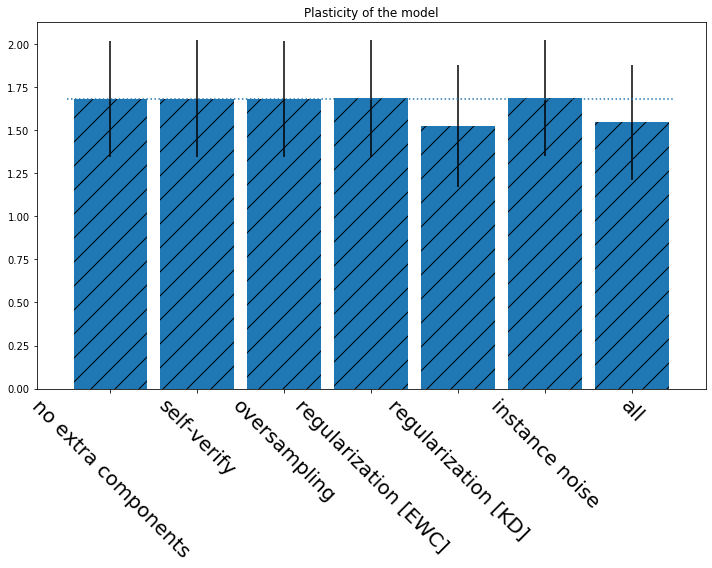 Plasticity of the model
2.00
1.75
1.50
1.25
1.00
0.75
0.50
0.25
0.00
no extra components
self-verify
oversampling
regularization [EWC]
regularization [KD]
instance noise
all